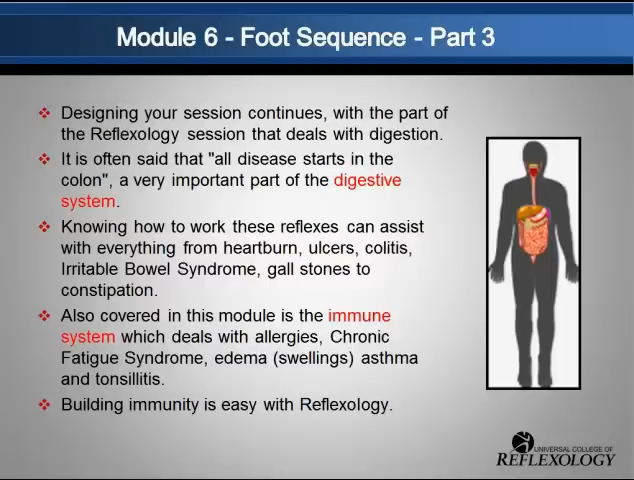 Module 6 - Foot Sequence - Part 3
Designing your session continues, with the part of
the Reflexology session that deals with digestion.
It is often said that "all disease starts in the
colon", a very important part of the digestive
system.
Knowing how to work these reflexes can assist
with everything from heartburn, ulcers, colitis,
Irritable Bowel Syndrome, gall stones to
constipation.
Also covered in this module is the immune
system which deals with allergies, Chronic
Fatigue Syndrome, edema (swellings) asthma
and tonsillitis.
Building immunity is easy with Reflexology.
UNIVERSAL COLLEGE OF
REFLEXOLOGY